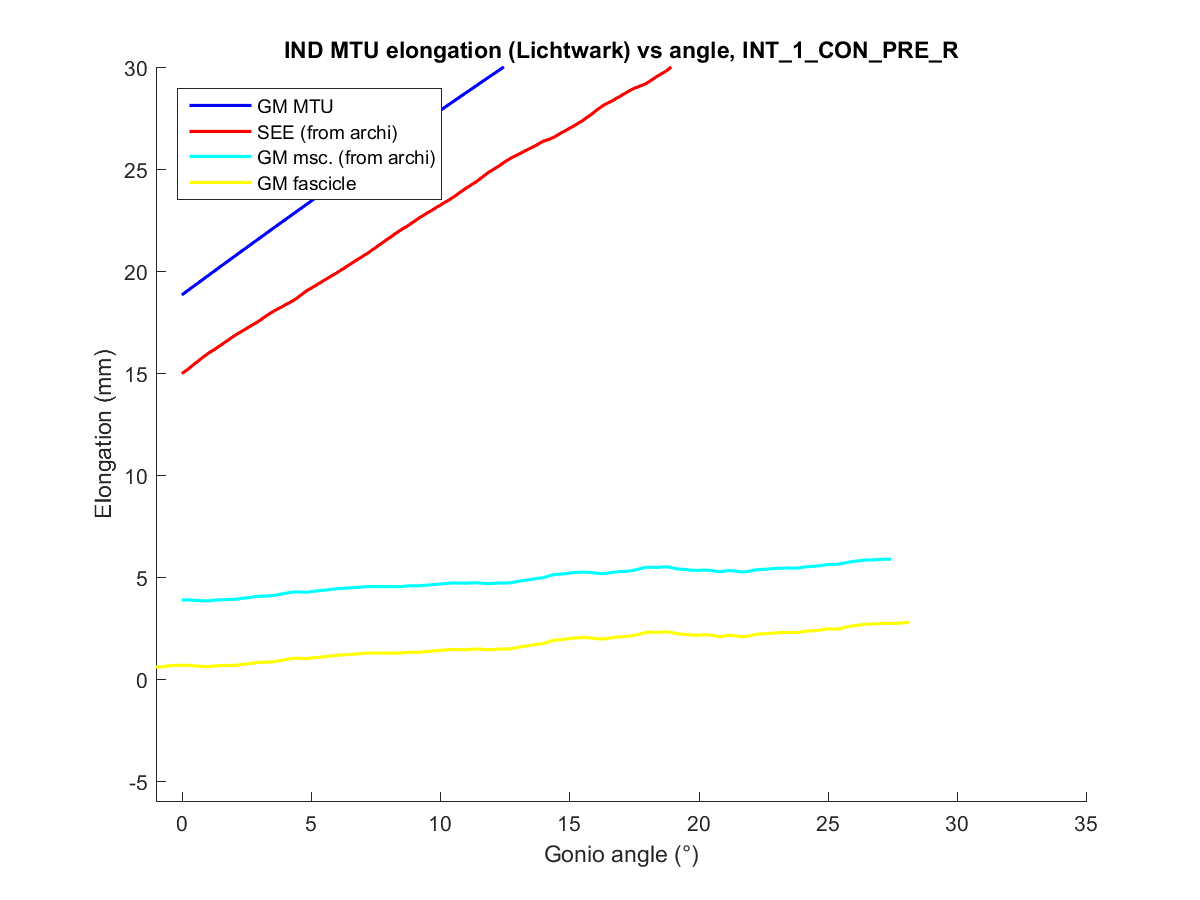 IND MTU elongation (Lichtwark) vs angle, INT_1_CON_PRE_R
GM MTU
SEE (from archi)
GM msc. (from archi)
GM fascicle
30
25
20
15
10
5
0
-5
Elongation (mm)
0 5 10 15 20 25 30 35
Gonio angle (°)